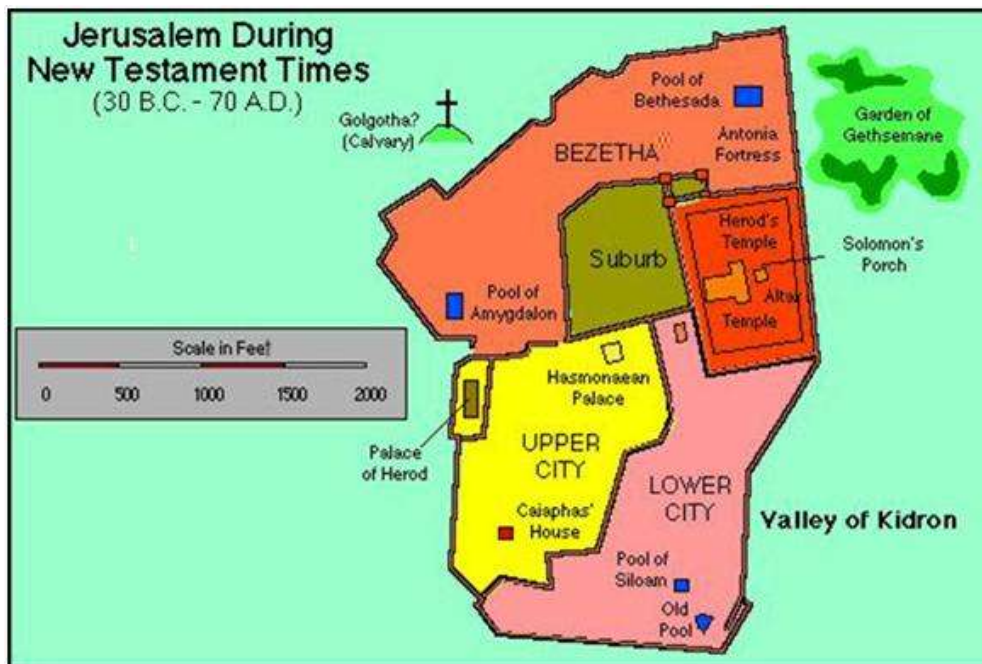 Jerusalem During
New Testament Times
(30 B.C. - 70 A.D.)
Golgotha?
(Calvary)
Pool of
Bethesada
BEZETHA
Antonia
Fortress
Garden of
Gethsemane
Herod's
Temple
Solomon's
Porch
Suburb
Altar
Temple
Pool of
Amygdalon
Scale in Feet
0 500 1000 1500 2000
Hasmonaean
Palace
Palace
of Herod
UPPER
CITY
LOWER
CITY
Valley of Kidron
Caiaphas'
House
Pool of
Siloam
Old
Pool